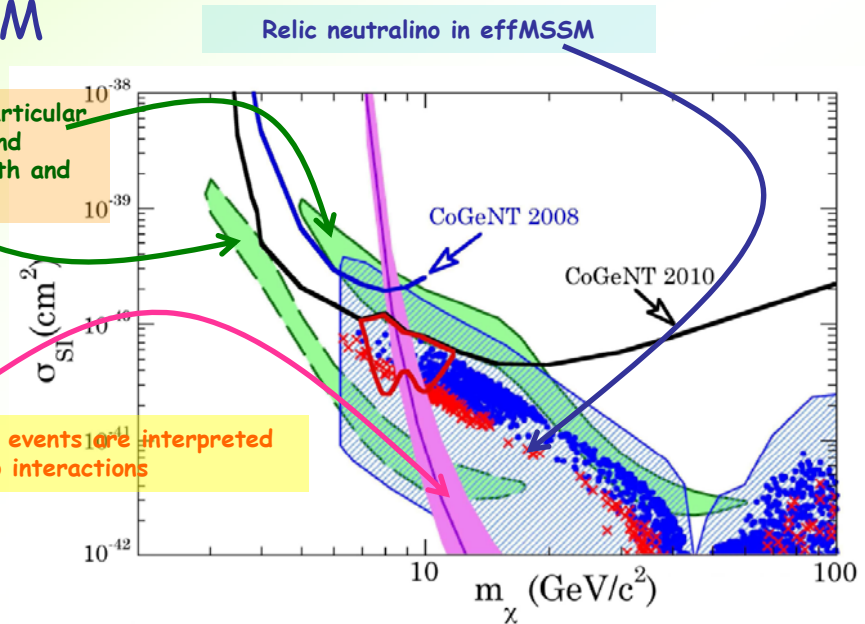 M
Relic neutralino in effMSSM
articular
nd
th and
CoGeNT 2008
CoGeNT 2010
events are interpreted
interactions
10⁻³⁸
10⁻³⁹
10⁻⁴¹
10⁻⁴²
σ_SI (cm²)
10
100
m_χ (GeV/c²)